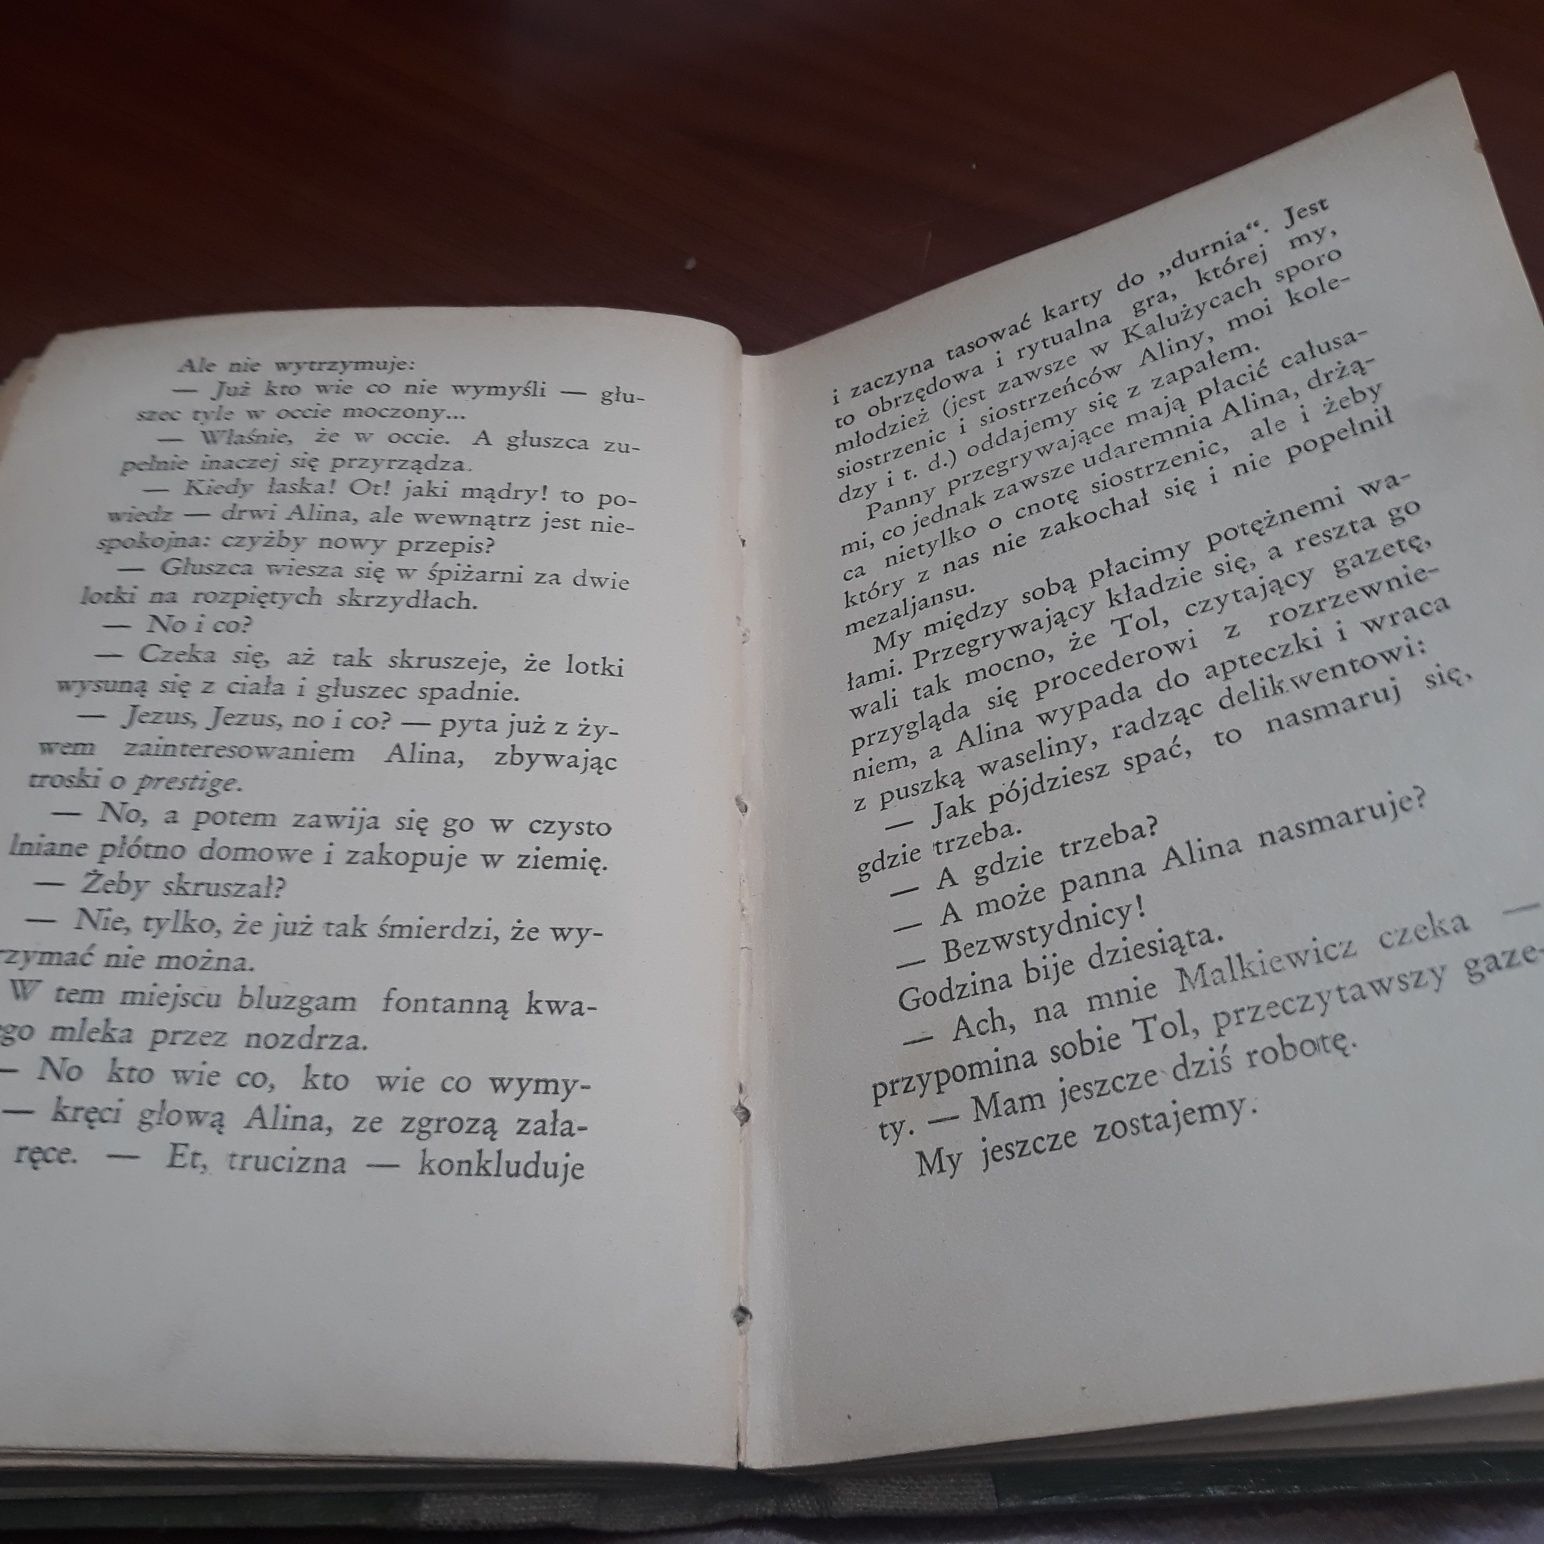 Ale nie wytrzymuje:
— Już kto wie co nie wymyśli — głu-
szec tyle w occie moczony...
— Właśnie, że w occie. A głuszca zu-
pełnie inaczej się przyrządza.
— Kiedy łaska! Ot! jaki mądry! to po-
wiedz — drwi Alina, ale wewnątrz jest nie-
spokojna: czyżby nowy przepis?
— Głuszca wiesza się w śpiżarni za dwie
lotki na rozpiętych skrzydłach.
— No i co?
— Czeka się, aż tak skruszeje, że lotki
wysuną się z ciała i głuszec spadnie.
— Jezus, Jezus, no i co? — pyta już z ży-
wem zainteresowaniem Alina, zbywając
troski o prestige.
— No, a potem zawija się go w czysto
lniane płótno domowe i zakopuje w ziemię.
— Żeby skruszał?
— Nie, tylko, że już tak śmierdzi, że wy-
rzymać nie można.
W tem miejscu bluzgam fontanną kwa-
go mleka przez nozdrza.
— No kto wie co, kto wie co wymy-
— kręci głową Alina, ze zgrozą zała-
ręce. — Et, trucizna — konkluduje
i zaczyna tasować karty do „durnia“. Jest
to obrzędowa i rytualna gra, której my,
młodzież (jest zawsze w Kałużycach sporo
siostrzenic i siostrzeńców Aliny, moi kole-
dzy i t. d.) oddajemy się z zapałem.
Panny przegrywające mają płacić całusa-
mi, co jednak zawsze udaremnia Alina, drżą-
ca nietylko o cnotę siostrzenic, ale i żeby
który z nas nie zakochał się i nie popełnił
mezaljansu.
My między sobą płacimy potężnemi wa-
łami. Przegrywający kładzie się, a reszta go
wali tak mocno, że Tol, czytający gazetę,
przygląda się procederowi z rozrzewnie-
niem, a Alina wypada do apteczki i wraca
z puszką waseliny, radząc delikwentowi:
— Jak pójdziesz spać, to nasmaruj się,
gdzie trzeba.
— A gdzie trzeba?
— A może panna Alina nasmaruje?
— Bezwstydnicy!
Godzina bije dziesiąta.
— Ach, na mnie Malkiewicz czeka —
przypomina sobie Tol, przeczytawszy gaze-
ty. — Mam jeszcze dziś robotę.
My jeszcze zostajemy.